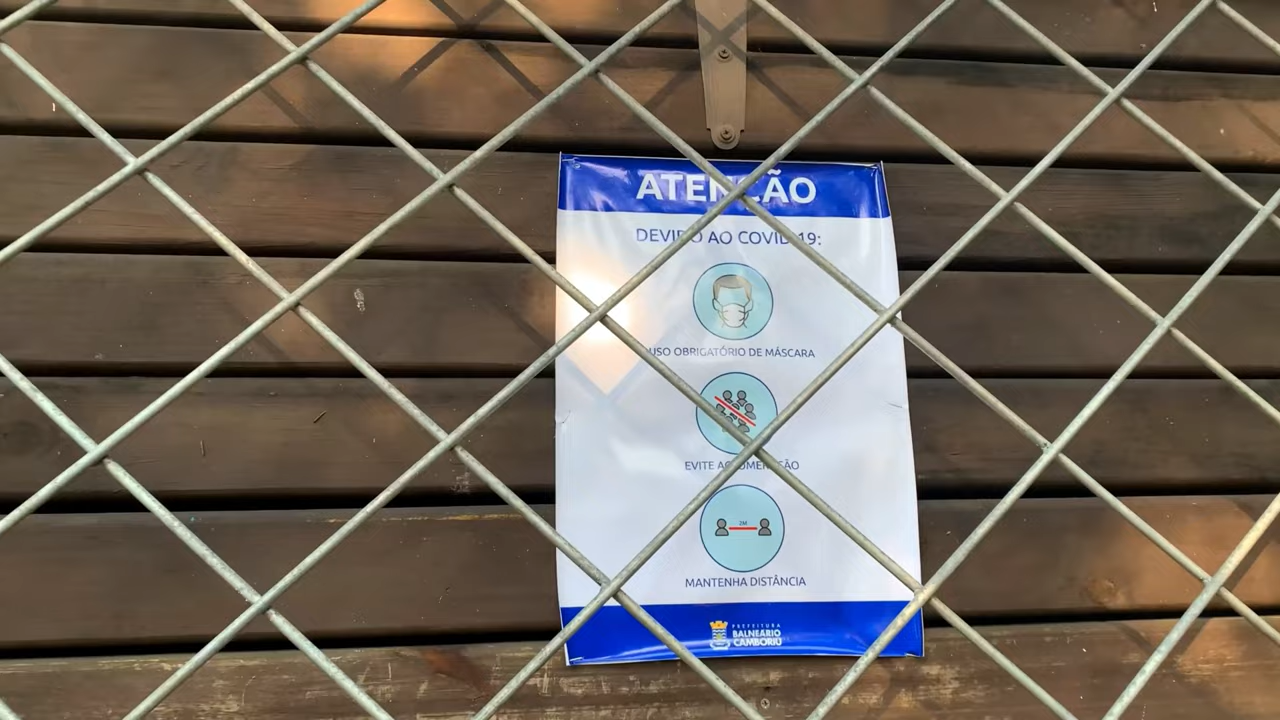 ATENÇÃO
DEVIDO AO COVID-19:
USO OBRIGATÓRIO DE MÁSCARA
EVITE AGLOMERAÇÃO
2M
MANTENHA DISTÂNCIA
PREFEITURA
BALNEÁRIO
CAMBORIÚ